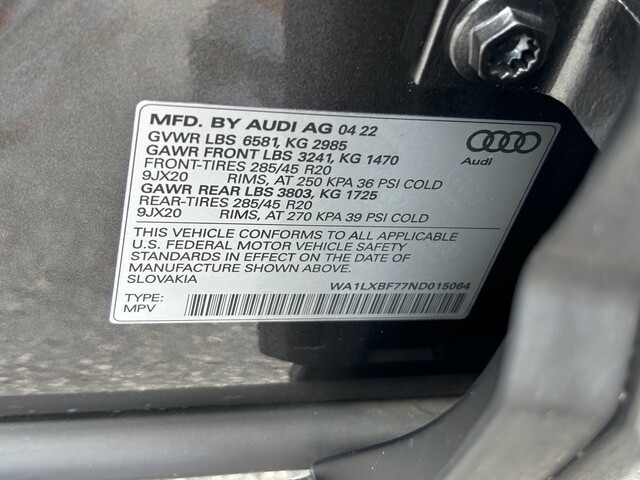 MFD. BY AUDI AG 04 22
GVWR LBS 6581, KG 2985
GAWR FRONT LBS 3241, KG 1470
FRONT-TIRES 285/45 R20
9JX20 RIMS, AT 250 KPA 36 PSI COLD
GAWR REAR LBS 3803, KG 1725
REAR-TIRES 285/45 R20
9JX20 RIMS, AT 270 KPA 39 PSI COLD
Audi
THIS VEHICLE CONFORMS TO ALL APPLICABLE
U.S. FEDERAL MOTOR VEHICLE SAFETY
STANDARDS IN EFFECT ON THE DATE OF
MANUFACTURE SHOWN ABOVE.
SLOVAKIA
WA1LXBF77ND015064
TYPE:
MPV